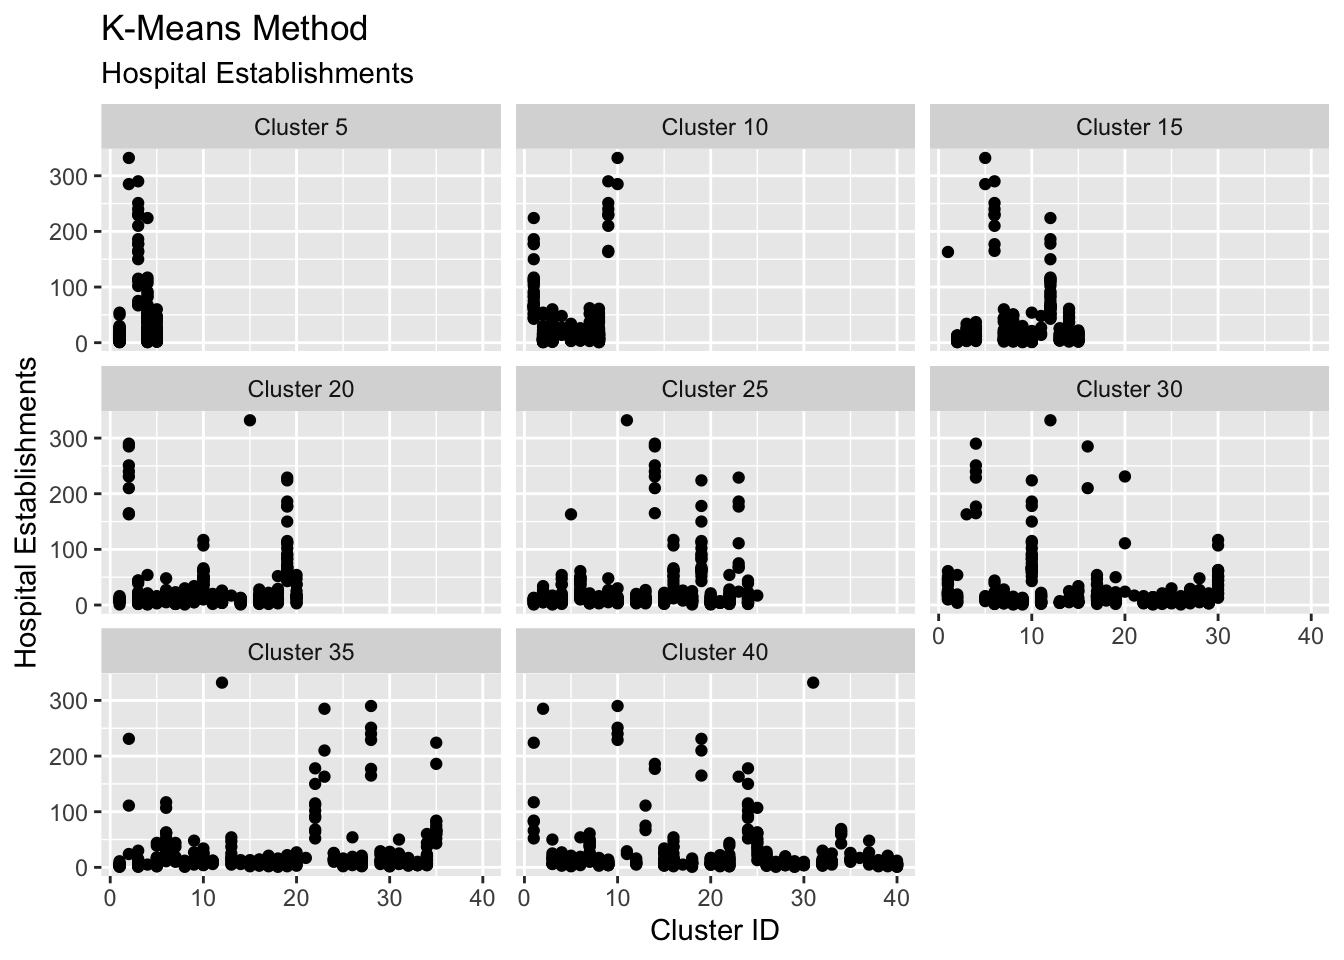 K-Means Method
Hospital Establishments
Cluster 5
Cluster 10
Cluster 15
300
200
100
0
Cluster 20
Cluster 25
Cluster 30
300
200
100
0
0 10 20 30 40
Cluster 35
Cluster 40
300
200
100
0
0 10 20 30 40
0 10 20 30 40
Hospital Establishments
Cluster ID